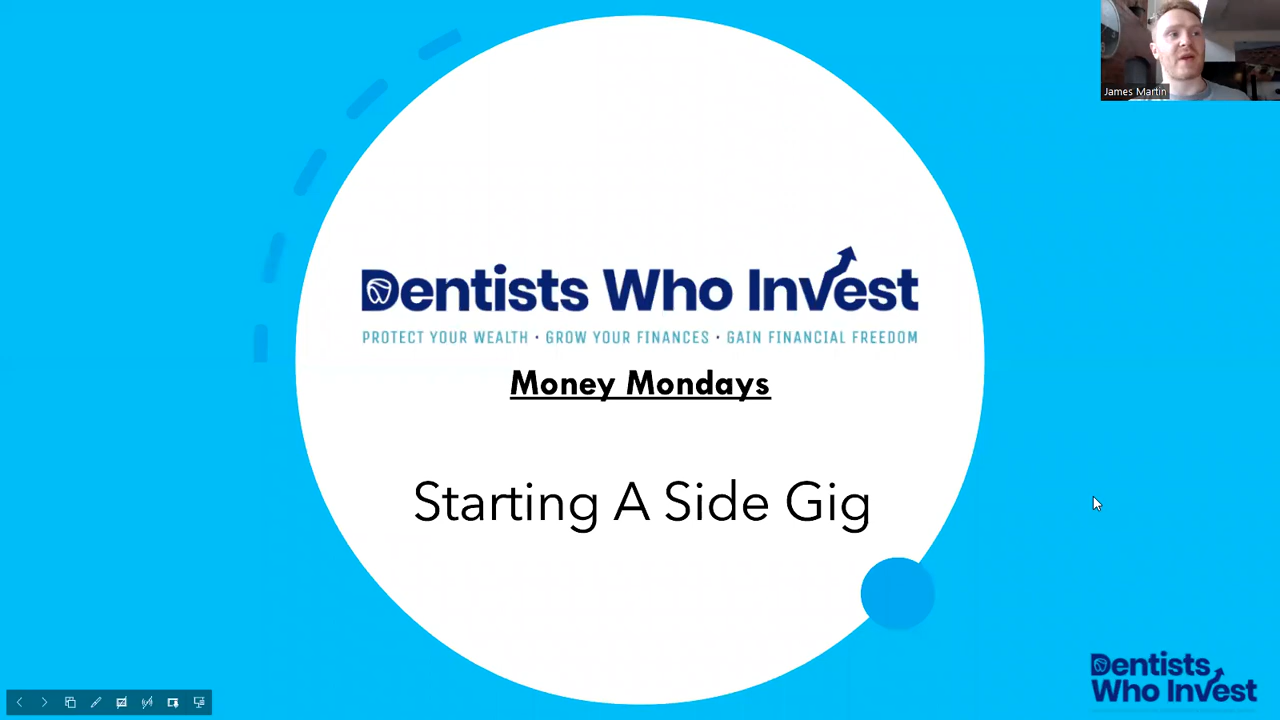 James Martin
Dentists Who Invest
PROTECT YOUR WEALTH • GROW YOUR FINANCES • GAIN FINANCIAL FREEDOM
Money Mondays
Starting A Side Gig
Dentists
Who Invest